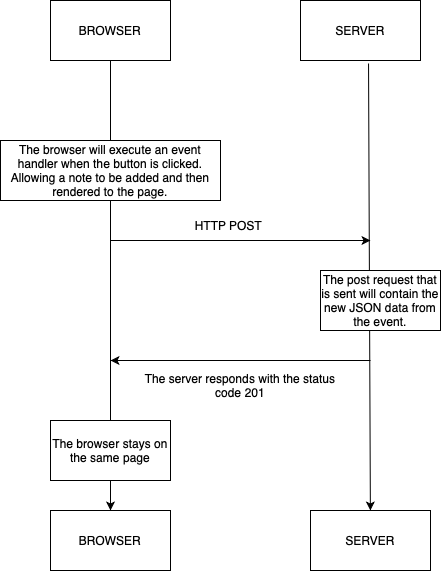 BROWSER
SERVER
The browser will execute an event
handler when the button is clicked.
Allowing a note to be added and then
rendered to the page.
HTTP POST
The post request that
is sent will contain the
new JSON data from
the event.
The server responds with the status
code 201
The browser stays on
the same page
BROWSER
SERVER